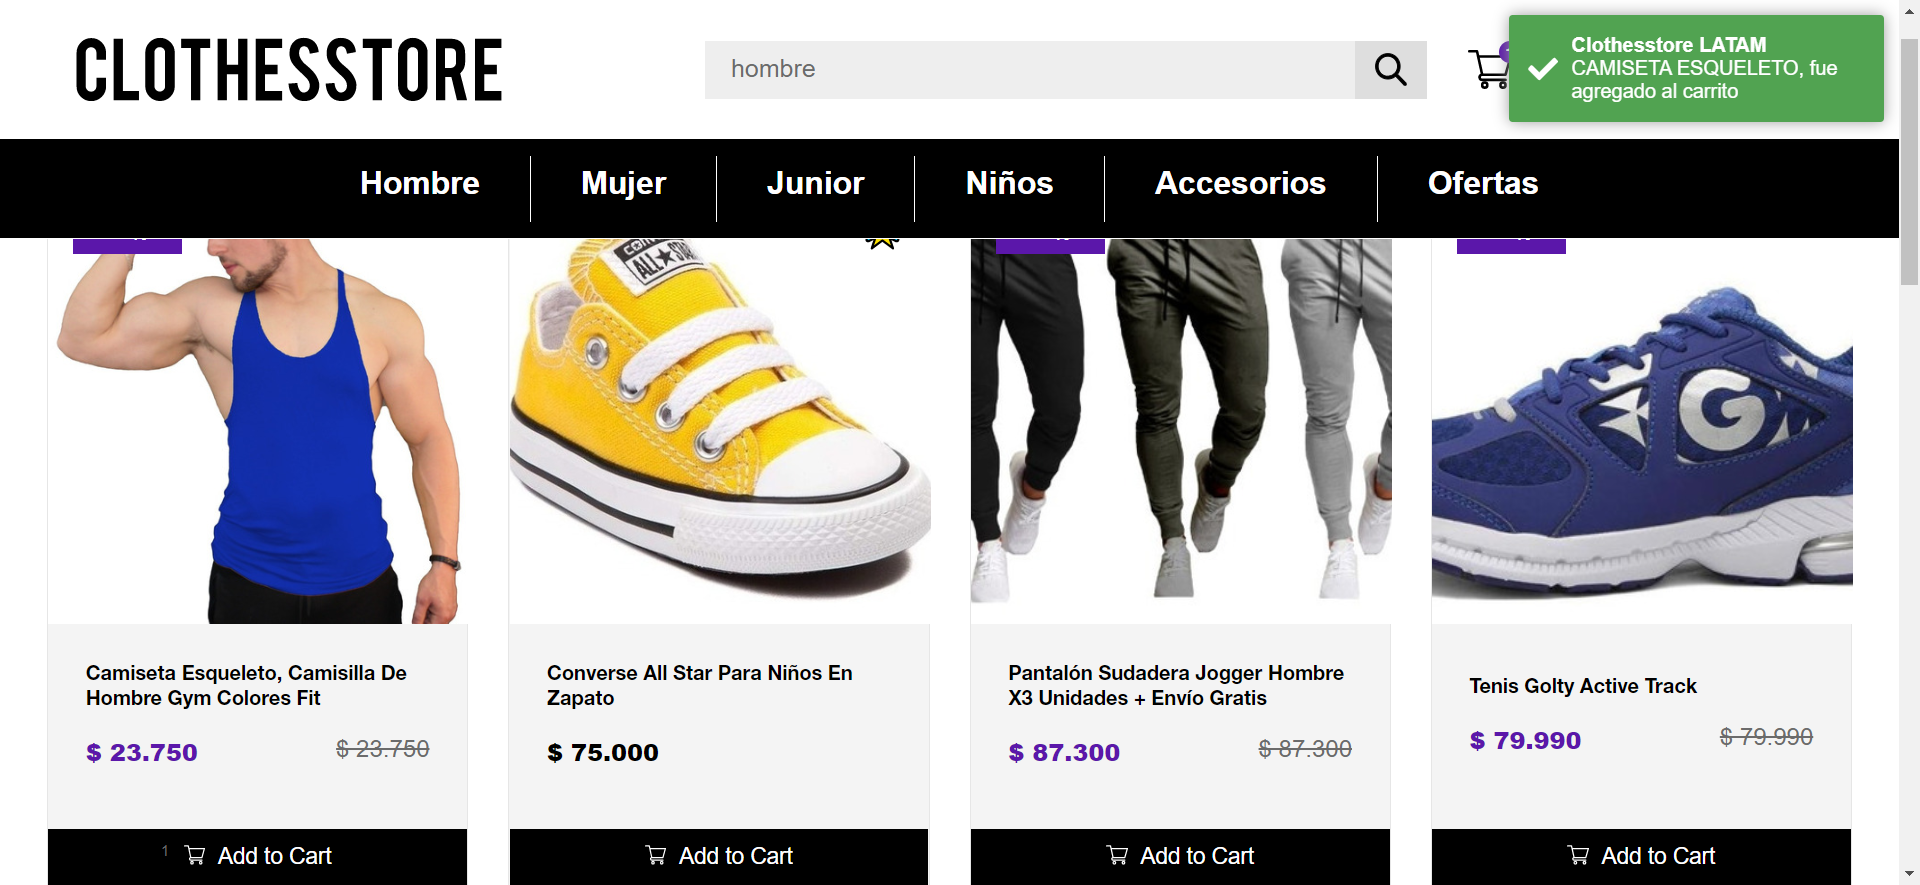 CLOTHESSTORE
hombre
Clothesstore LATAM
CAMISETA ESQUELETO, fue
agregado al carrito
Hombre
Mujer
Junior
Niños
Accesorios
Ofertas
ALL★STAR
G
Camiseta Esqueleto, Camisilla De
Hombre Gym Colores Fit
$ 23.750
$ 23.750
1
Add to Cart
Converse All Star Para Niños En
Zapato
$ 75.000
Add to Cart
Pantalón Sudadera Jogger Hombre
X3 Unidades + Envío Gratis
$ 87.300
$ 87.300
Add to Cart
Tenis Golty Active Track
$ 79.990
$ 79.990
Add to Cart